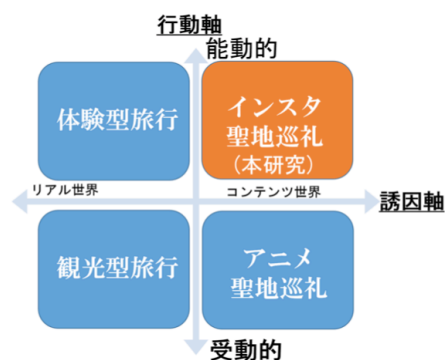 行動軸
能動的
体験型旅行
インスタ
聖地巡礼
(本研究)
リアル世界
コンテンツ世界
誘因軸
観光型旅行
アニメ
聖地巡礼
受動的